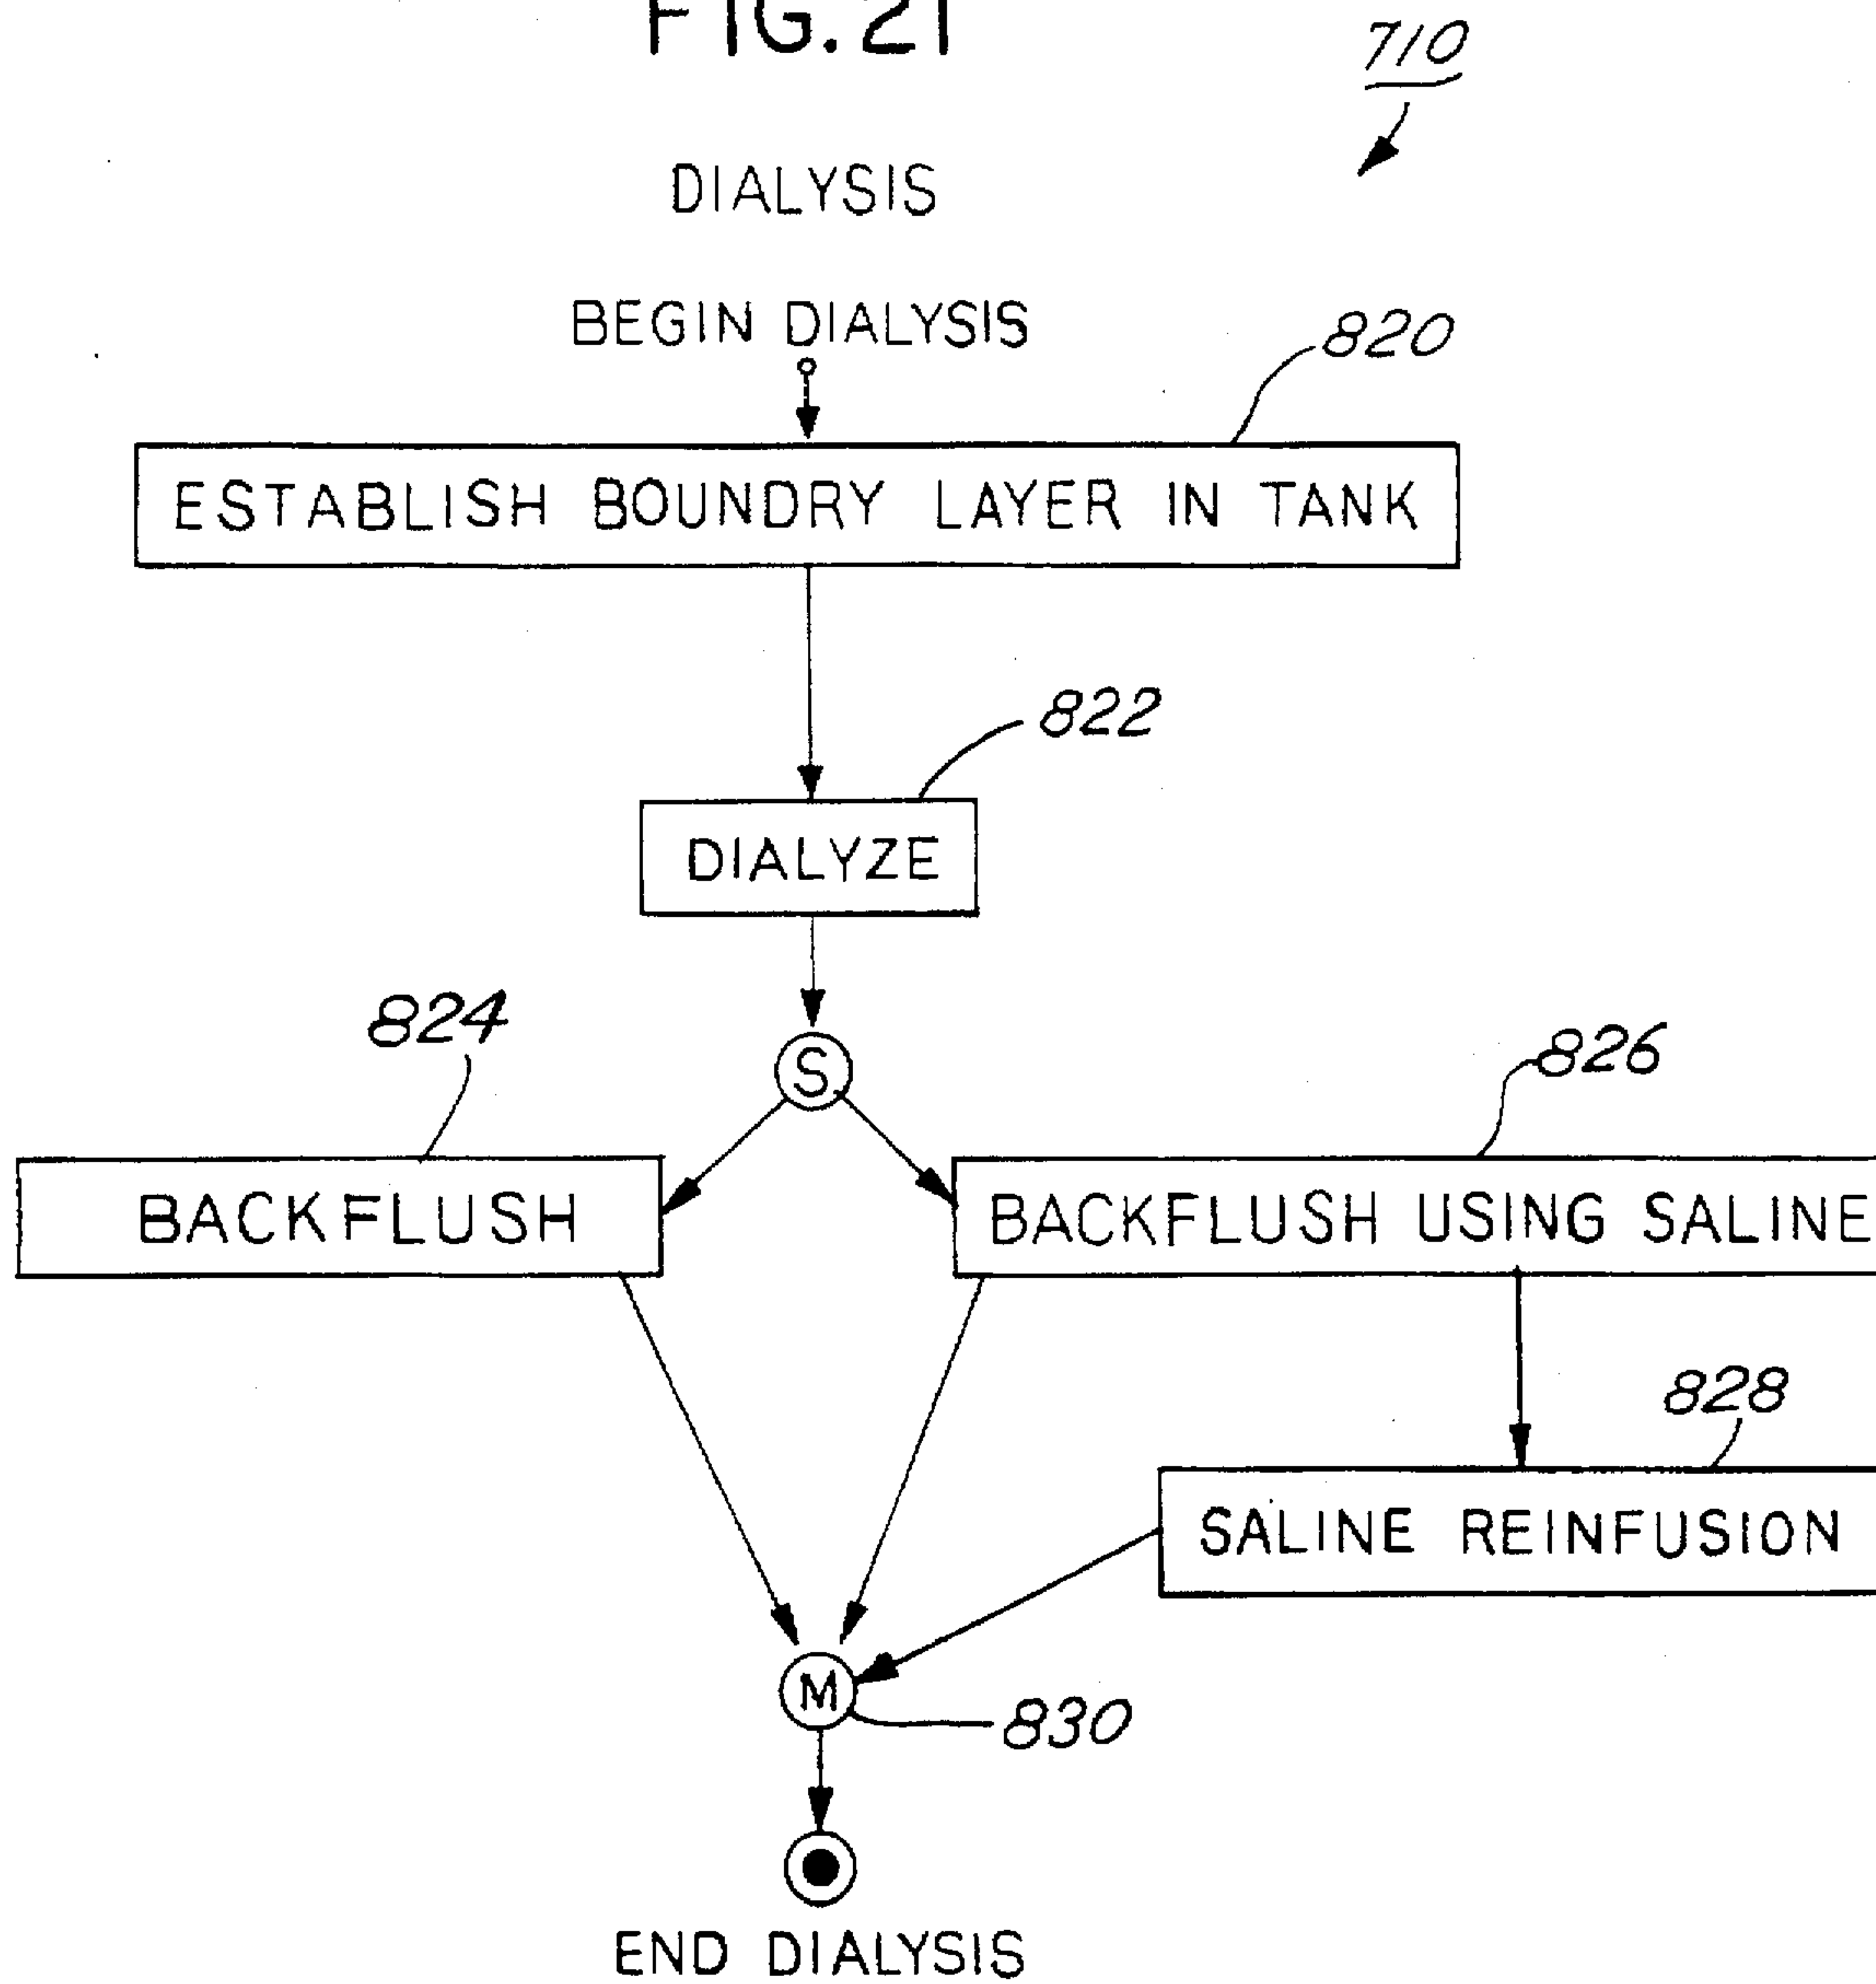 FIG. 21
710
DIALYSIS
BEGIN DIALYSIS
820
ESTABLISH BOUNDRY LAYER IN TANK
822
DIALYZE
824
S
826
BACKFLUSH
BACKFLUSH USING SALINE
828
SALINE REINFUSION
M
830
END DIALYSIS